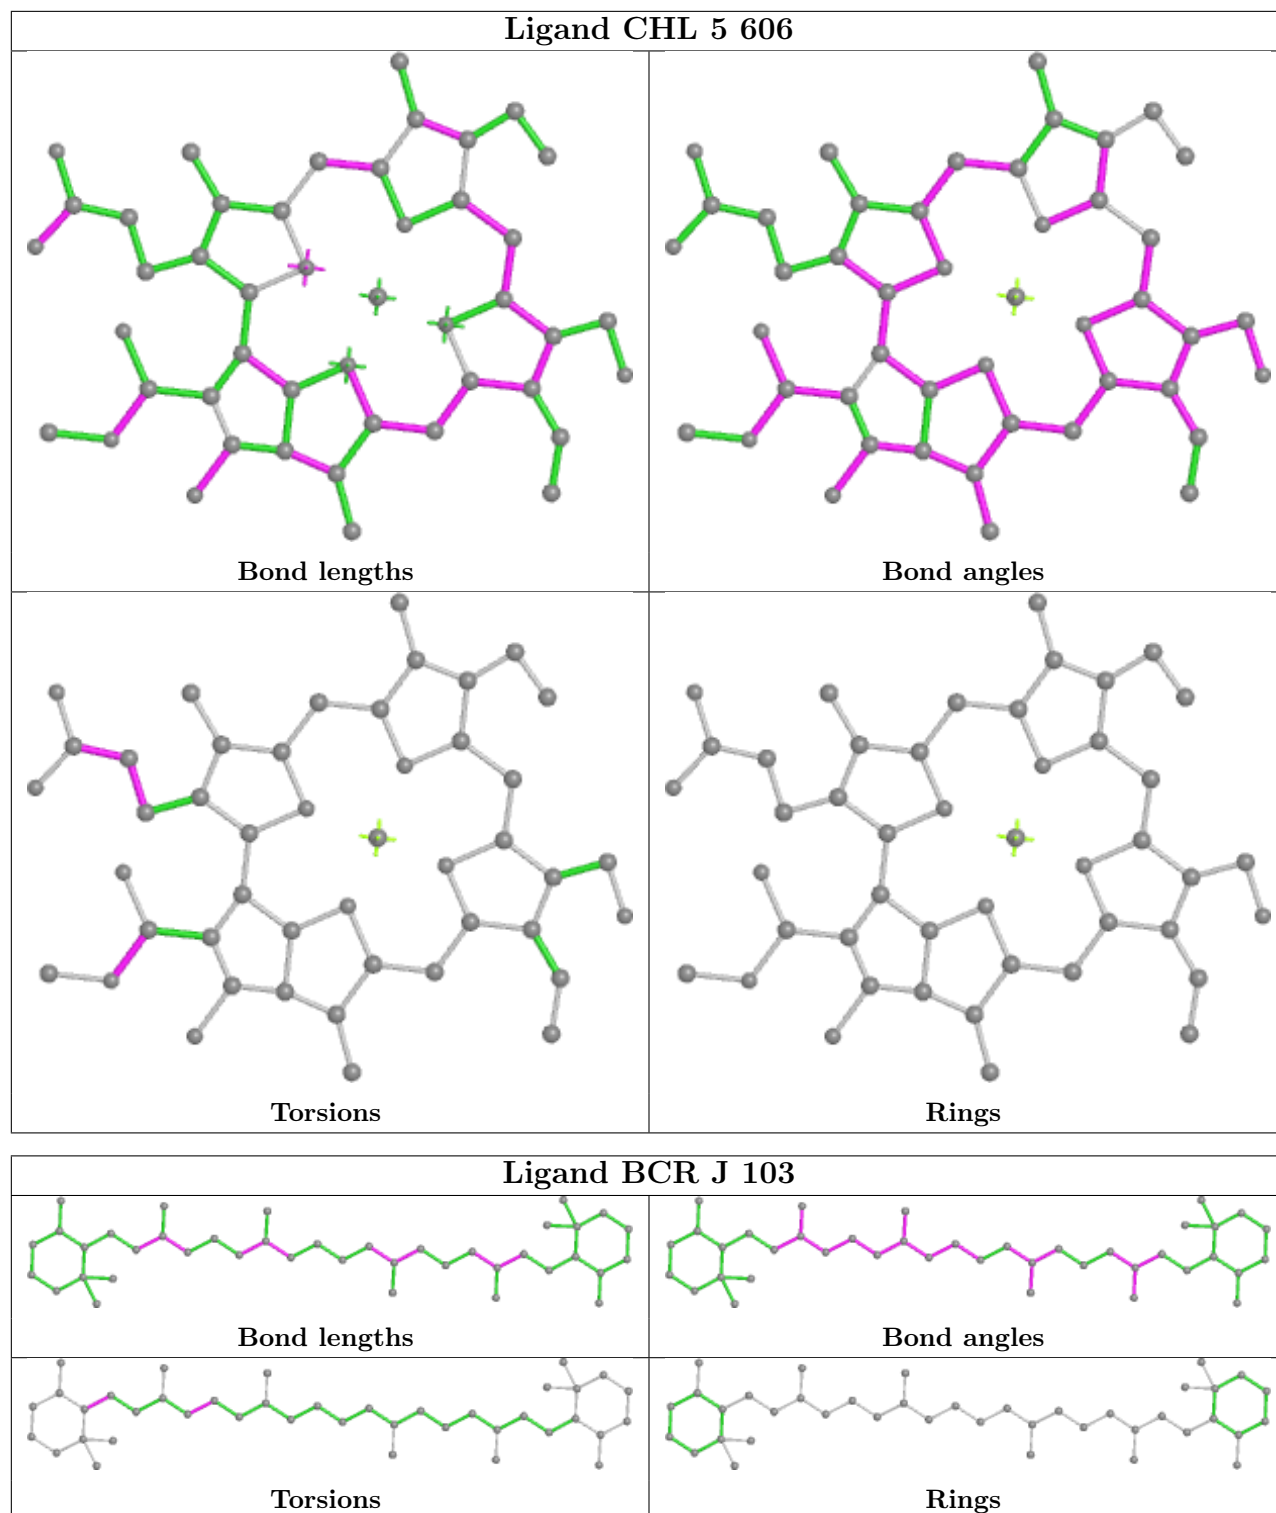 Ligand CHL 5 606
Bond lengths
Bond angles
Torsions
Rings
Ligand BCR J 103
Bond lengths
Bond angles
Torsions
Rings